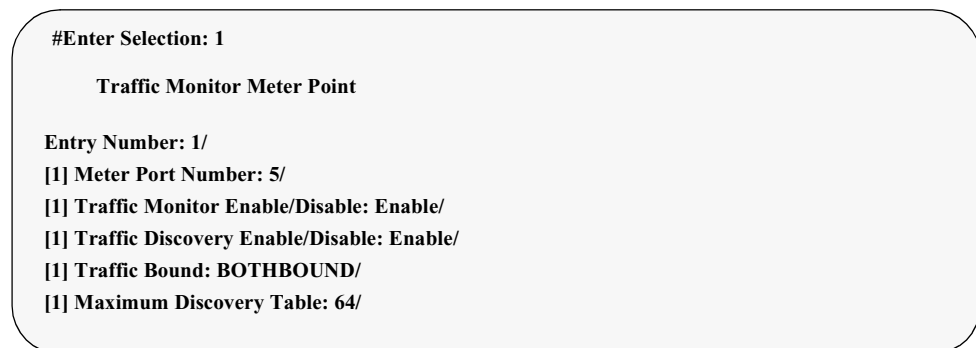 #Enter Selection: 1
Traffic Monitor Meter Point
Entry Number: 1/
[1] Meter Port Number: 5/
[1] Traffic Monitor Enable/Disable: Enable/
[1] Traffic Discovery Enable/Disable: Enable/
[1] Traffic Bound: BOTHBOUND/
[1] Maximum Discovery Table: 64/